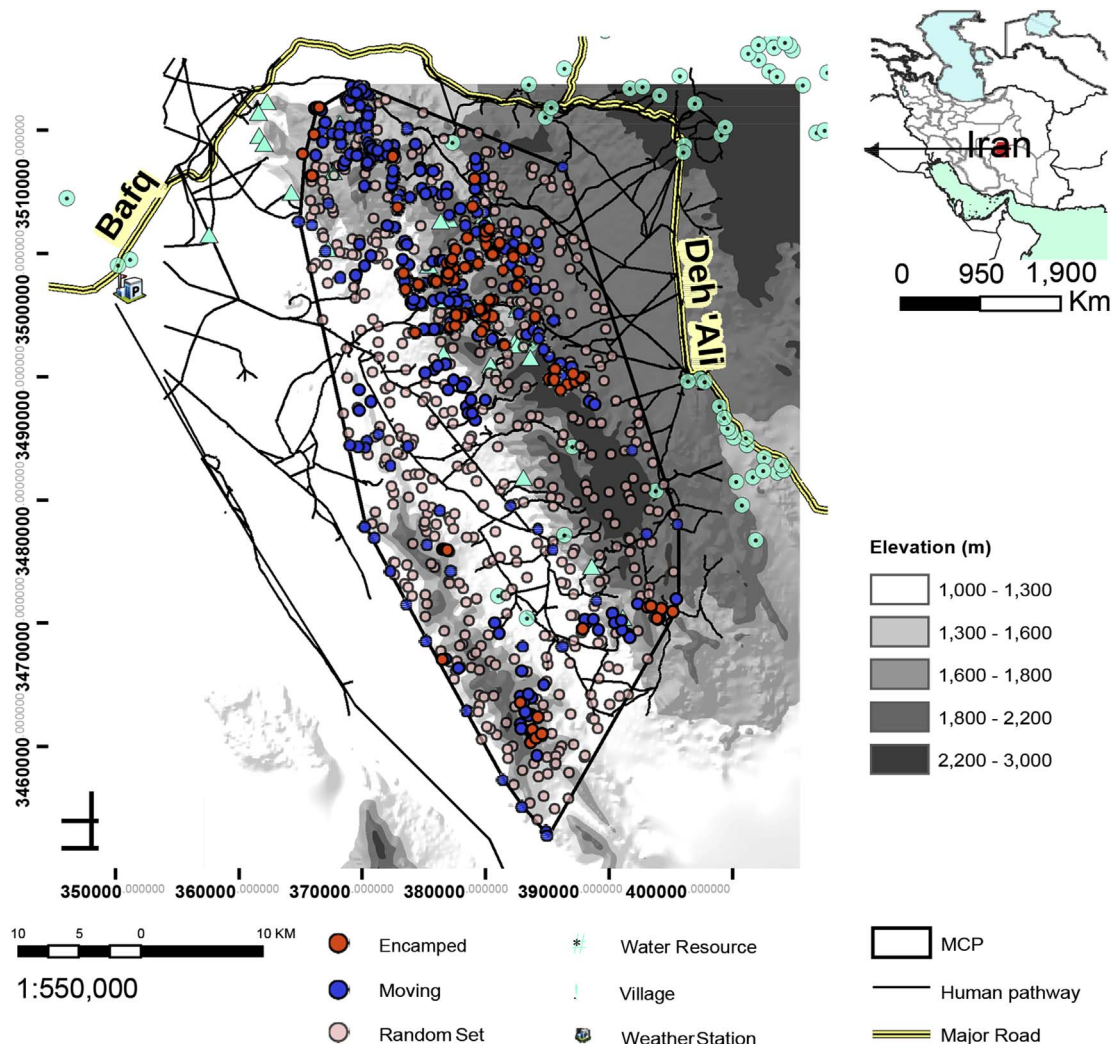 Iran
0 950 1,900
Km
Bafq
Deh 'Ali
3510000.000000
3500000.000000
3490000.000000
3480000.000000
3470000.000000
3460000.000000
Elevation (m)
1,000 - 1,300
1,300 - 1,600
1,600 - 1,800
1,800 - 2,200
2,200 - 3,000
350000.000000 360000.000000 370000.000000 380000.000000 390000.000000 400000.000000
10 5 0 10 KM
1:550,000
Encamped
Moving
Random Set
Water Resource
Village
Weather Station
MCP
Human pathway
Major Road